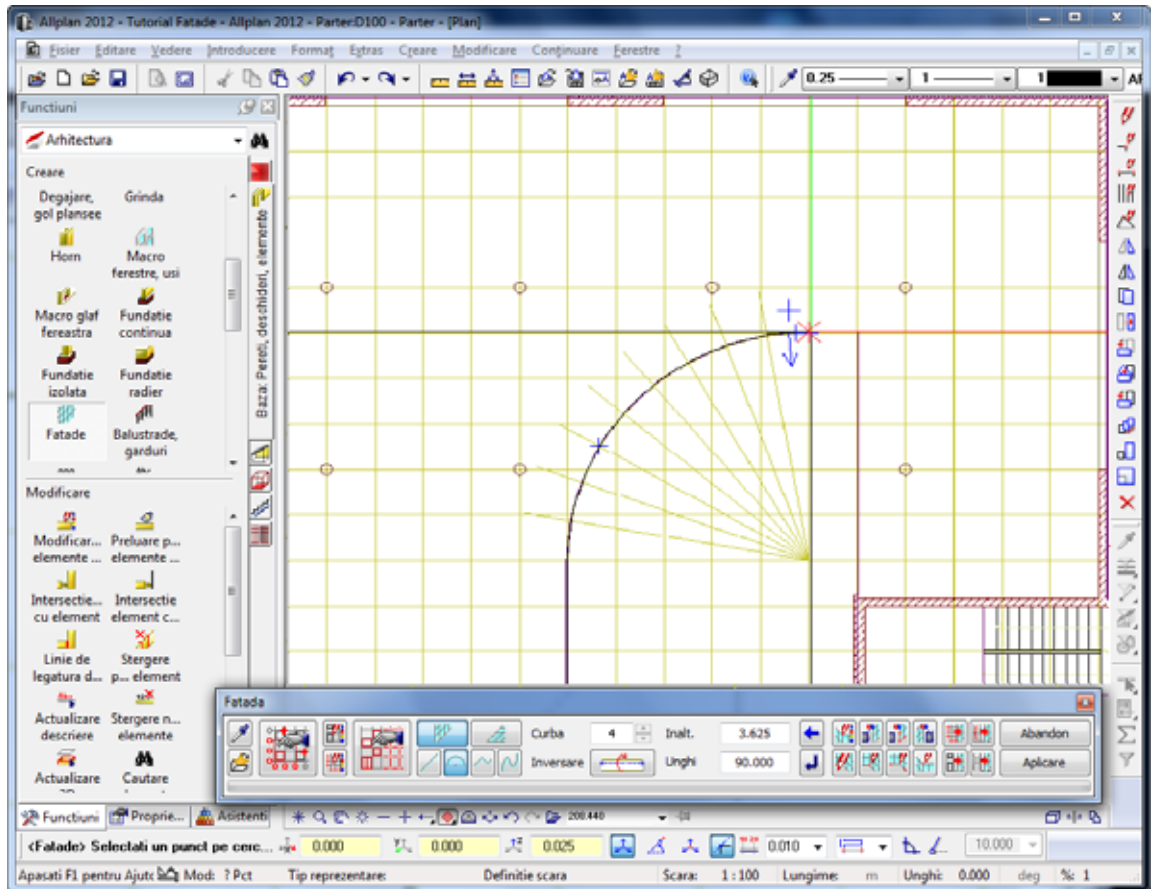 Allplan 2012 - Tutorial Fatade - Allplan 2012 - Parter:D100 - Parter - [Plan]
Fisier Editare Vedere Introducere Format Extras Creare Modificare Continuare Ferestre ?
0.25 1 1
Functiuni
Arhitectura
Creare
Degajare, gol plansee
Grinda
Horn
Macro ferestre, usi
Macro glaf fereastra
Fundatie continua
Fundatie izolata
Fundatie radier
Fatade
Balustrade, garduri
Baza: Pereti, deschideri, elemente
Modificare
Modificar... elemente ...
Preluare p... elemente ...
Intersectie... cu element
Intersectie element c...
Linie de legatura d...
Stergere p... element
Actualizare descriere
Stergere n... elemente
Actualizare
Cautare
Fatada
Curba 4 Inalt. 3.625 Abandon
Inversare Unghi 90.000 Aplicare
Functiuni Proprie... Asistenti 200.440
<Fatade> Selectati un punct pe cerc... 0.000 0.000 0.025 0.010 10.000
Apasati F1 pentru Ajuto Mod: ? Pct Tip reprezentare: Definitie scara Scara: 1 : 100 Lungime: m Unghi: 0.000 deg %: 1